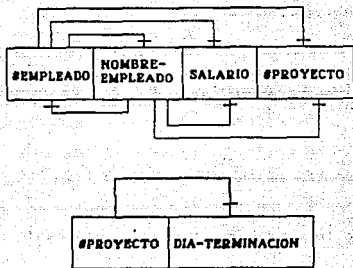 #EMPLEADO
NOMBRE-
EMPLEADO
SALARIO
#PROYECTO
#PROYECTO
DIA-TERMINACION